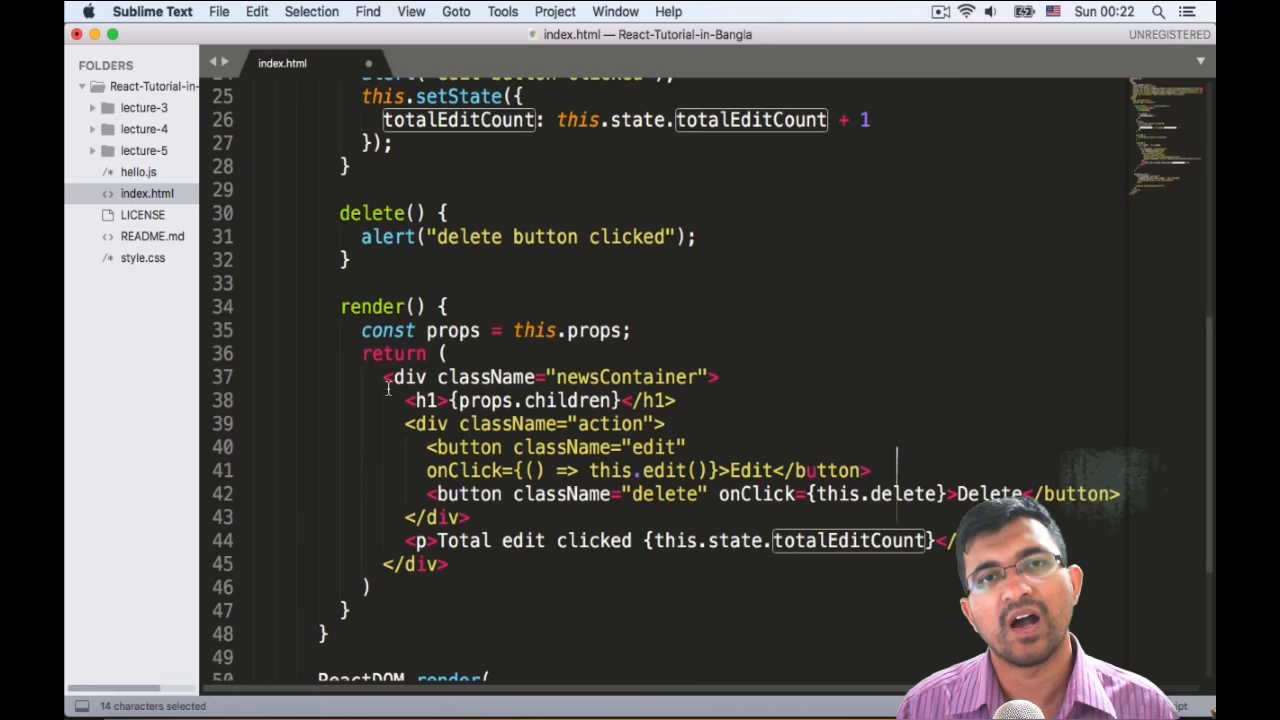 Sublime Text File Edit Selection Find View Goto Tools Project Window Help Sun 00:22
index.html — React-Tutorial-in-Bangla UNREGISTERED
FOLDERS
React-Tutorial-in-
lecture-3
lecture-4
lecture-5
hello.js
index.html
LICENSE
README.md
style.css
index.html
25 this.setState({
26 totalEditCount: this.state.totalEditCount + 1
27 });
28 }
29
30 delete() {
31 alert("delete button clicked");
32 }
33
34 render() {
35 const props = this.props;
36 return (
37 <div className="newsContainer">
38 <h1>{props.children}</h1>
39 <div className="action">
40 <button className="edit"
41 onClick={() => this.edit()}>Edit</button>
42 <button className="delete" onClick={this.delete}>Delete</button>
43 </div>
44 <p>Total edit clicked {this.state.totalEditCount}</
45 </div>
46 )
47 }
48 }
49
50 ReactDOM.render(
14 characters selected